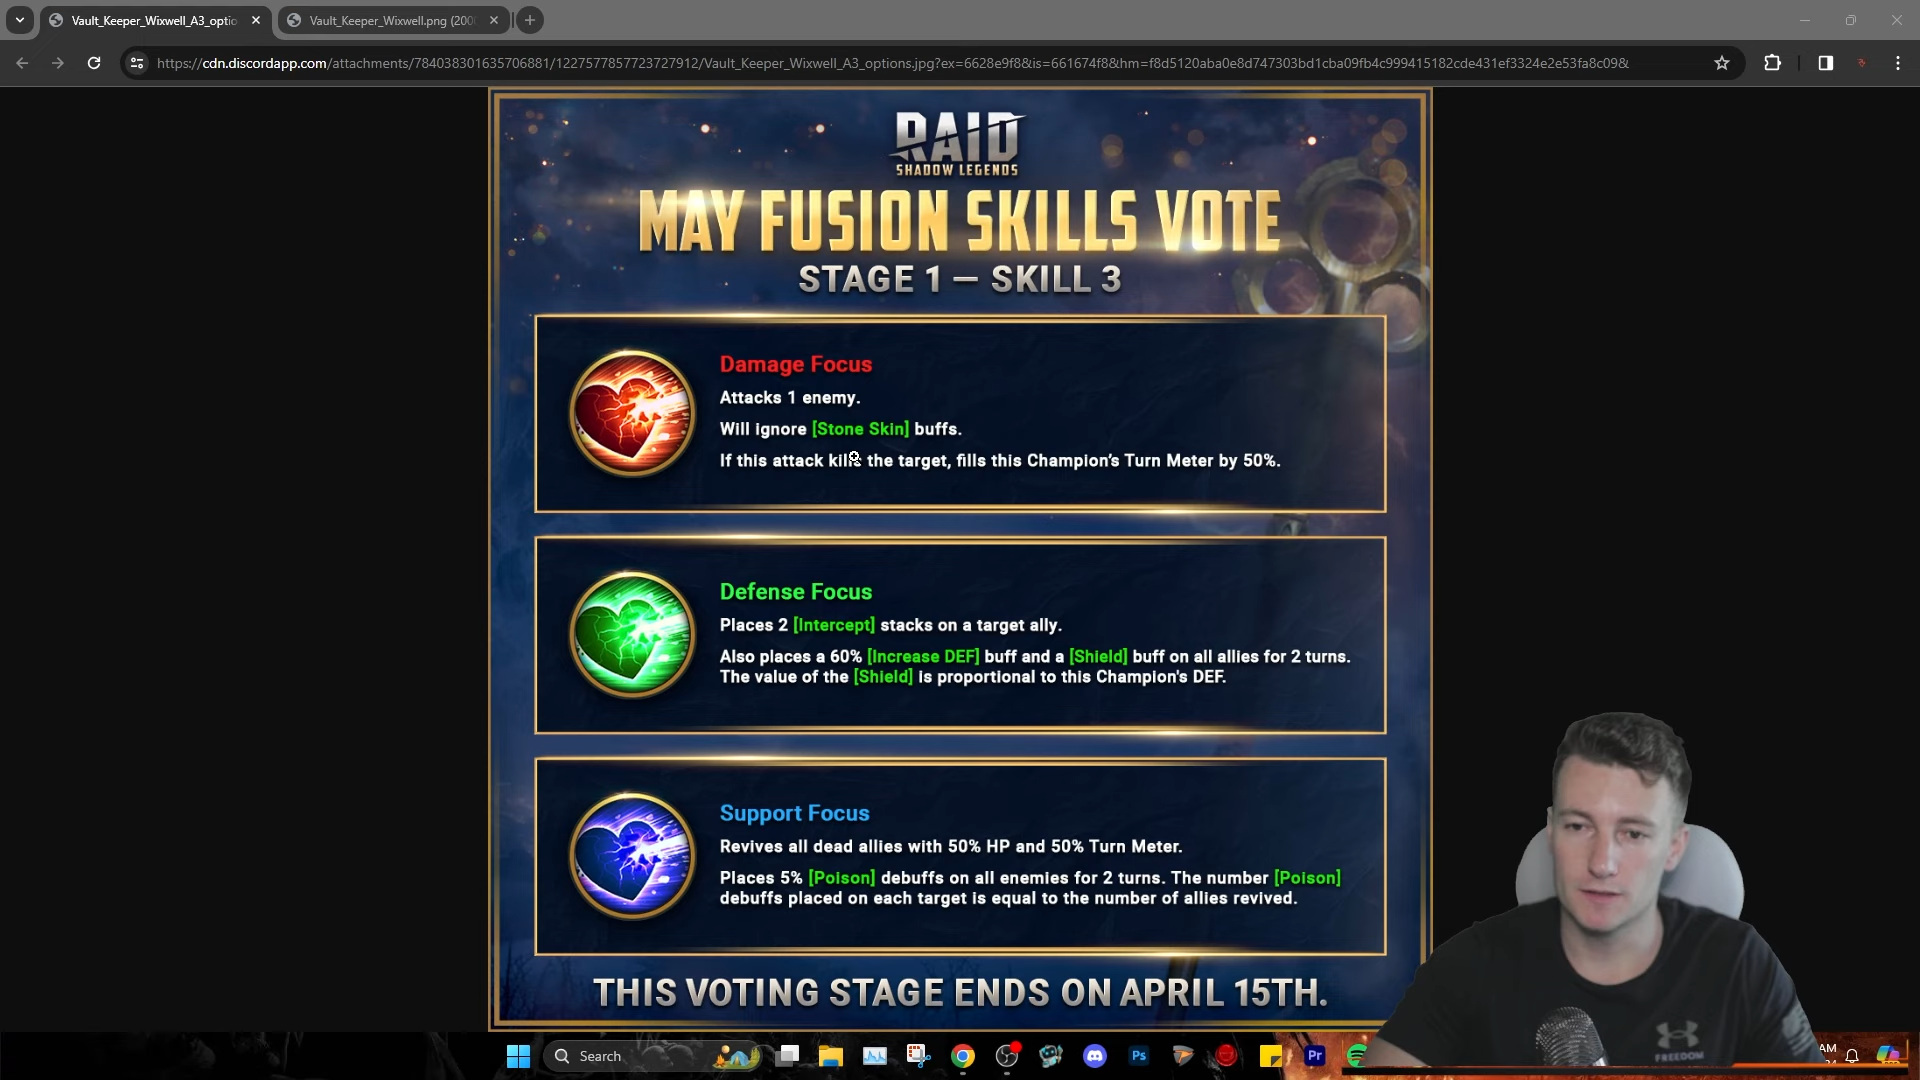 Vault_Keeper_Wixwell_A3_optio
Vault_Keeper_Wixwell.png (200
https://cdn.discordapp.com/attachments/784038301635706881/1227577857723727912/Vault_Keeper_Wixwell_A3_options.jpg?ex=6628e9f8&is=661674f8&hm=f8d5120aba0e8d747303bd1cba09fb4c999415182cde431ef3324e2e53fa8c09&
RAID
SHADOW LEGENDS
MAY FUSION SKILLS VOTE
STAGE 1 — SKILL 3
Damage Focus
Attacks 1 enemy.
Will ignore [Stone Skin] buffs.
If this attack kills the target, fills this Champion's Turn Meter by 50%.
Defense Focus
Places 2 [Intercept] stacks on a target ally.
Also places a 60% [Increase DEF] buff and a [Shield] buff on all allies for 2 turns.
The value of the [Shield] is proportional to this Champion's DEF.
Support Focus
Revives all dead allies with 50% HP and 50% Turn Meter.
Places 5% [Poison] debuffs on all enemies for 2 turns. The number [Poison]
debuffs placed on each target is equal to the number of allies revived.
THIS VOTING STAGE ENDS ON APRIL 15TH.
FREEDOM
Search
Ps
Pr
AM